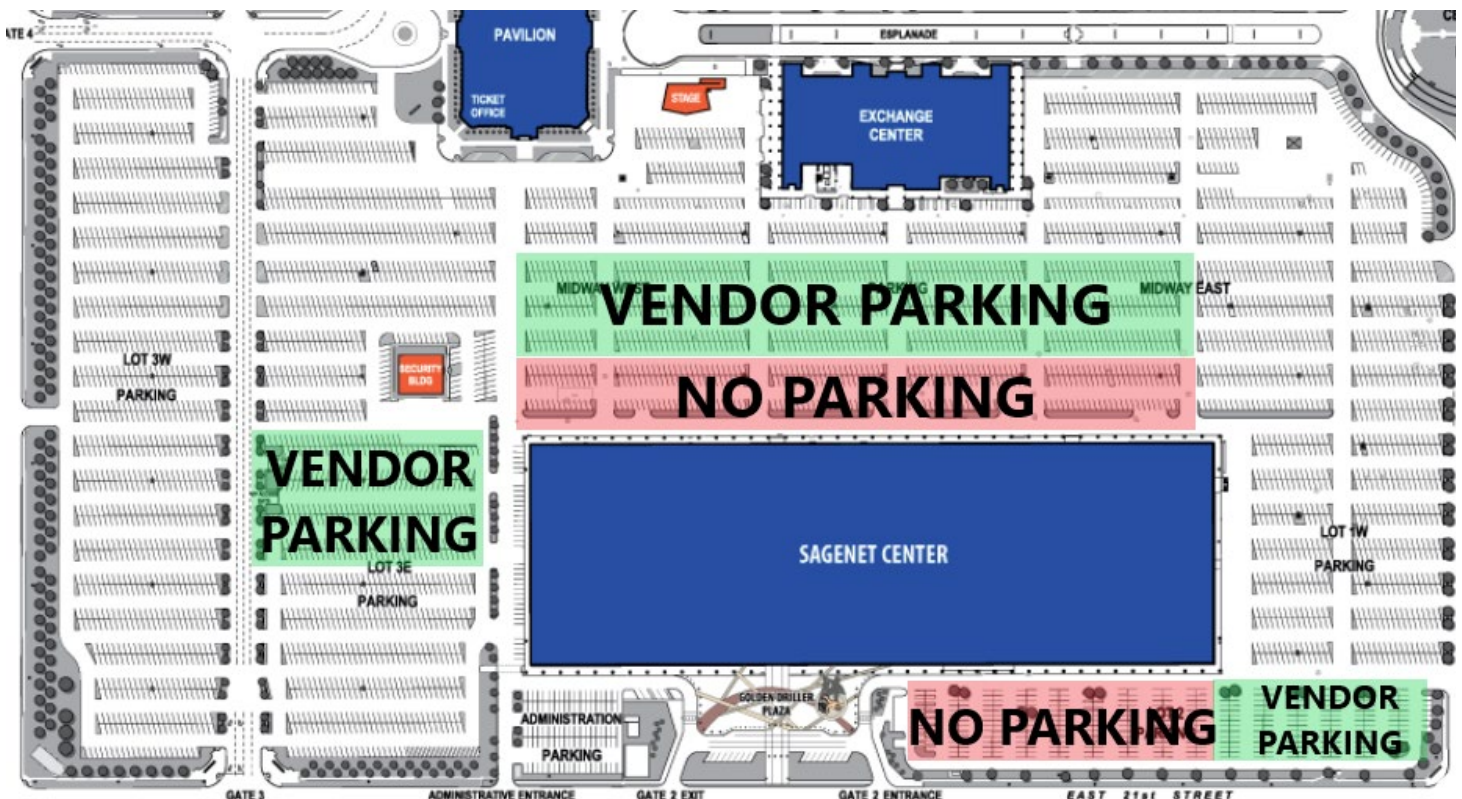 ATE 4
PAVILION
TICKET
OFFICE
ESPLANADE
STAGE
EXCHANGE
CENTER
MIDWAY WEST
PARKING
MIDWAY EAST
VENDOR PARKING
NO PARKING
LOT 3W
PARKING
SECURITY
BLDG
VENDOR
PARKING
LOT 3E
PARKING
SAGENET CENTER
LOT 1W
PARKING
GOLDEN DRILLER
PLAZA
ADMINISTRATION
PARKING
NO PARKING
VENDOR
PARKING
GATE 3
ADMINISTRATIVE ENTRANCE
GATE 2 EXIT
GATE 2 ENTRANCE
EAST 21st STREET